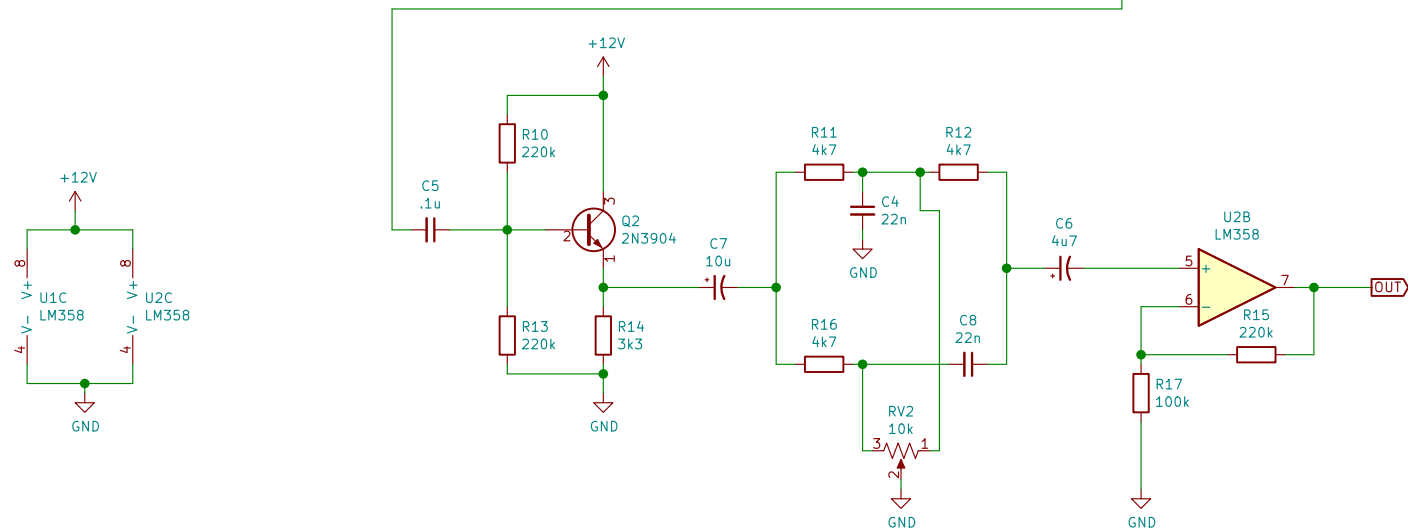 +12V
R10
220k
R11
4k7
R12
4k7
+12V
C5
.1u
3
Q2
2N3904
2
1
C4
22n
GND
C7
10u
C6
4u7
U2B
LM358
5
+
7
6
−
OUT
8
V+
U1C
LM358
V−
4
8
V+
U2C
LM358
V−
4
GND
R13
220k
R14
3k3
GND
R16
4k7
C8
22n
R15
220k
R17
100k
RV2
10k
3
1
2
GND
GND